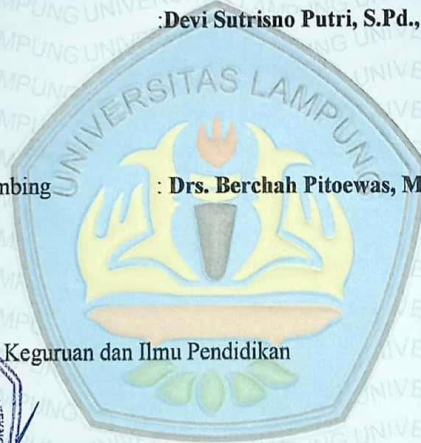 :Devi Sutrisno Putri, S.Pd.,
UNIVERSITAS LAMPUNG
mbing : Drs. Berchah Pitoewas, M
Keguruan dan Ilmu Pendidikan